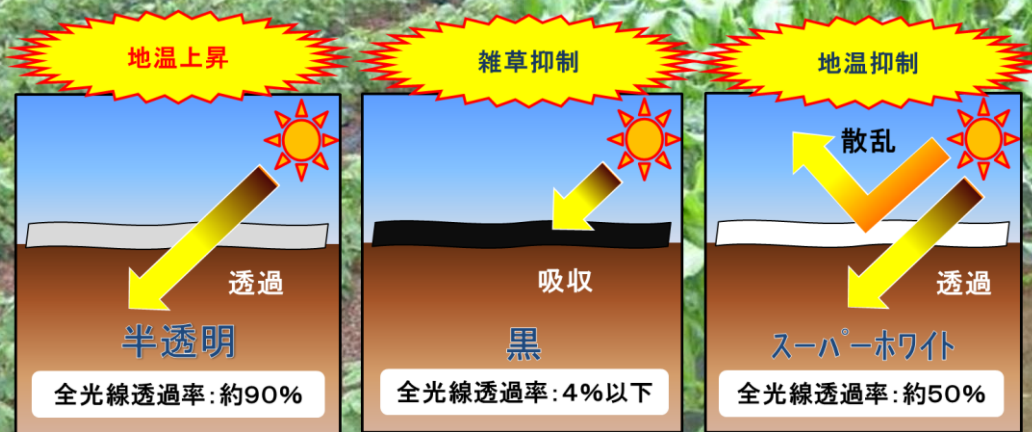 地温上昇
透過
半透明
全光線透過率:約90%
雑草抑制
吸収
黒
全光線透過率:4%以下
地温抑制
散乱
透過
スーパーホワイト
全光線透過率:約50%